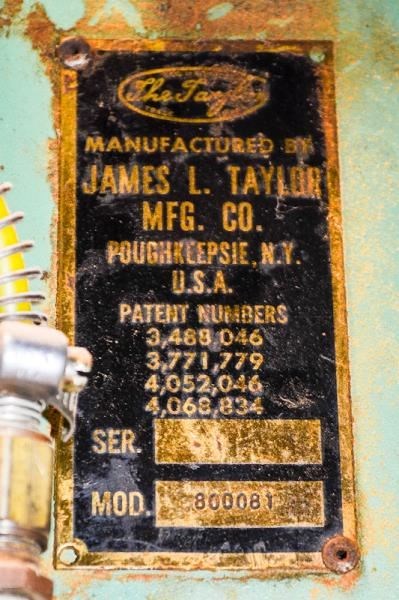 The Taylor
MANUFACTURED BY
JAMES L. TAYLOR
MFG. CO.
POUGHKEEPSIE, N.Y.
U.S.A.
PATENT NUMBERS
3,488,046
3,771,779
4,052,046
4,068,834
SER.
MOD. 800081